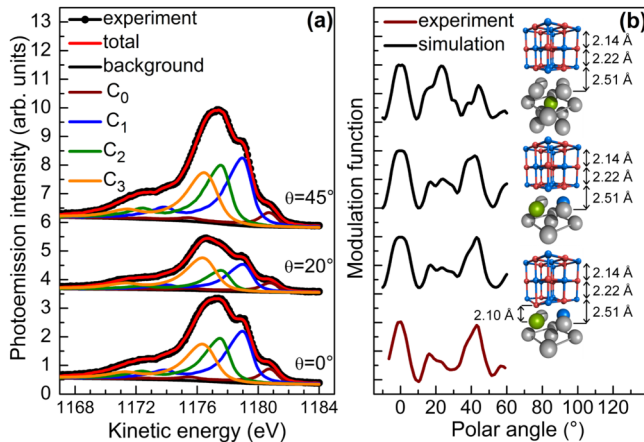 (a)
experiment
total
background
C0
C1
C2
C3
θ=45°
θ=20°
θ=0°
13
12
11
10
9
8
7
6
5
4
3
2
1
0
Photoemission intensity (arb. units)
1168 1172 1176 1180 1184
Kinetic energy (eV)
(b)
experiment
simulation
2.14 Å
2.22 Å
2.51 Å
2.14 Å
2.22 Å
2.51 Å
2.14 Å
2.22 Å
2.10 Å
2.51 Å
Modulation function
0 20 40 60 80 100
Polar angle (°)